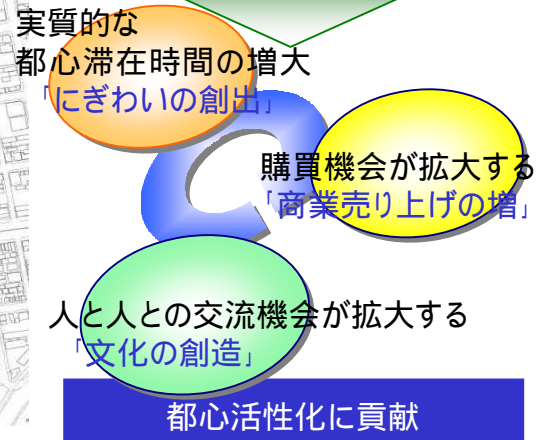 実質的な
都心滞在時間の増大
「にぎわいの創出」
購買機会が拡大する
「商業売り上げの増」
人と人との交流機会が拡大する
「文化の創造」
都心活性化に貢献